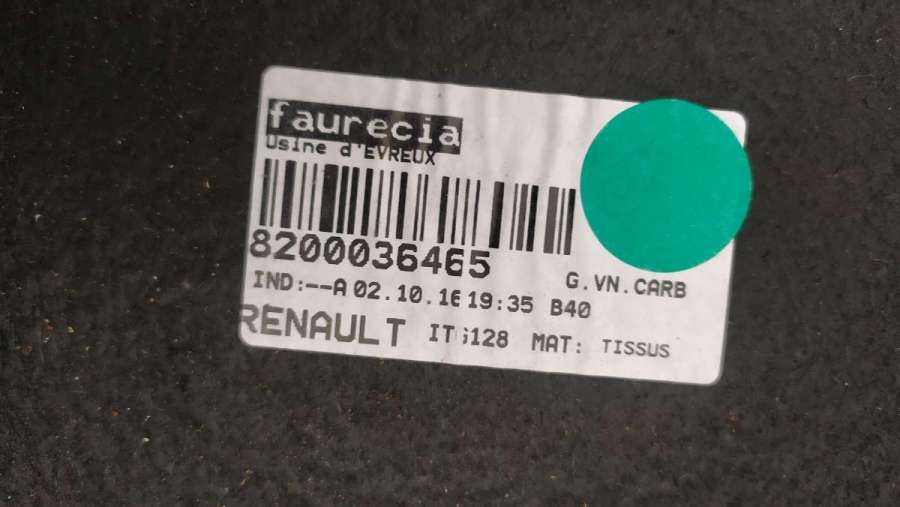 faurecia
Usine d'EVREUX
8200036465
G.VN.CARB
IND:--A 02.10.16 19:35 B40
RENAULT MAT: TISSUS